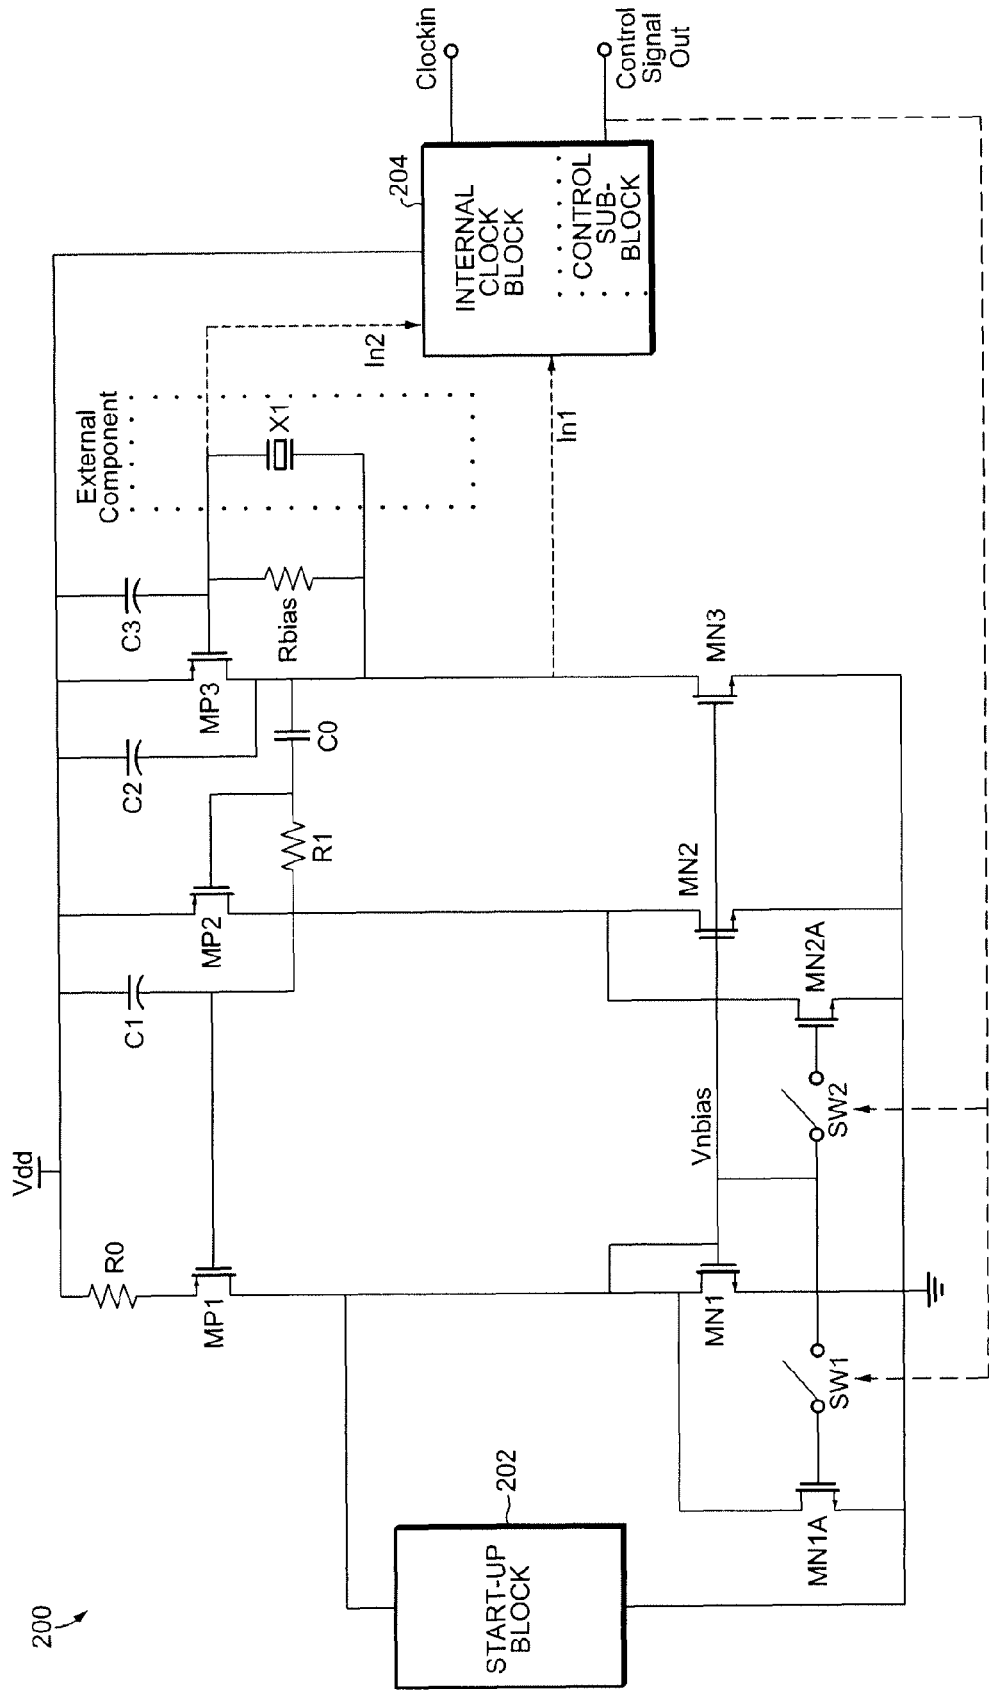 200
START-UP
BLOCK
202
Vdd
R0
MP1
MN1
MN1A
SW1
C1
MP2
R1
C0
C2
MP3
C3
Rbias
External
Component
X1
In2
In1
Vnbias
MN2
MN2A
SW2
MN3
204
INTERNAL
CLOCK
BLOCK
CONTROL
SUB-
BLOCK
Clockin
Control
Signal
Out